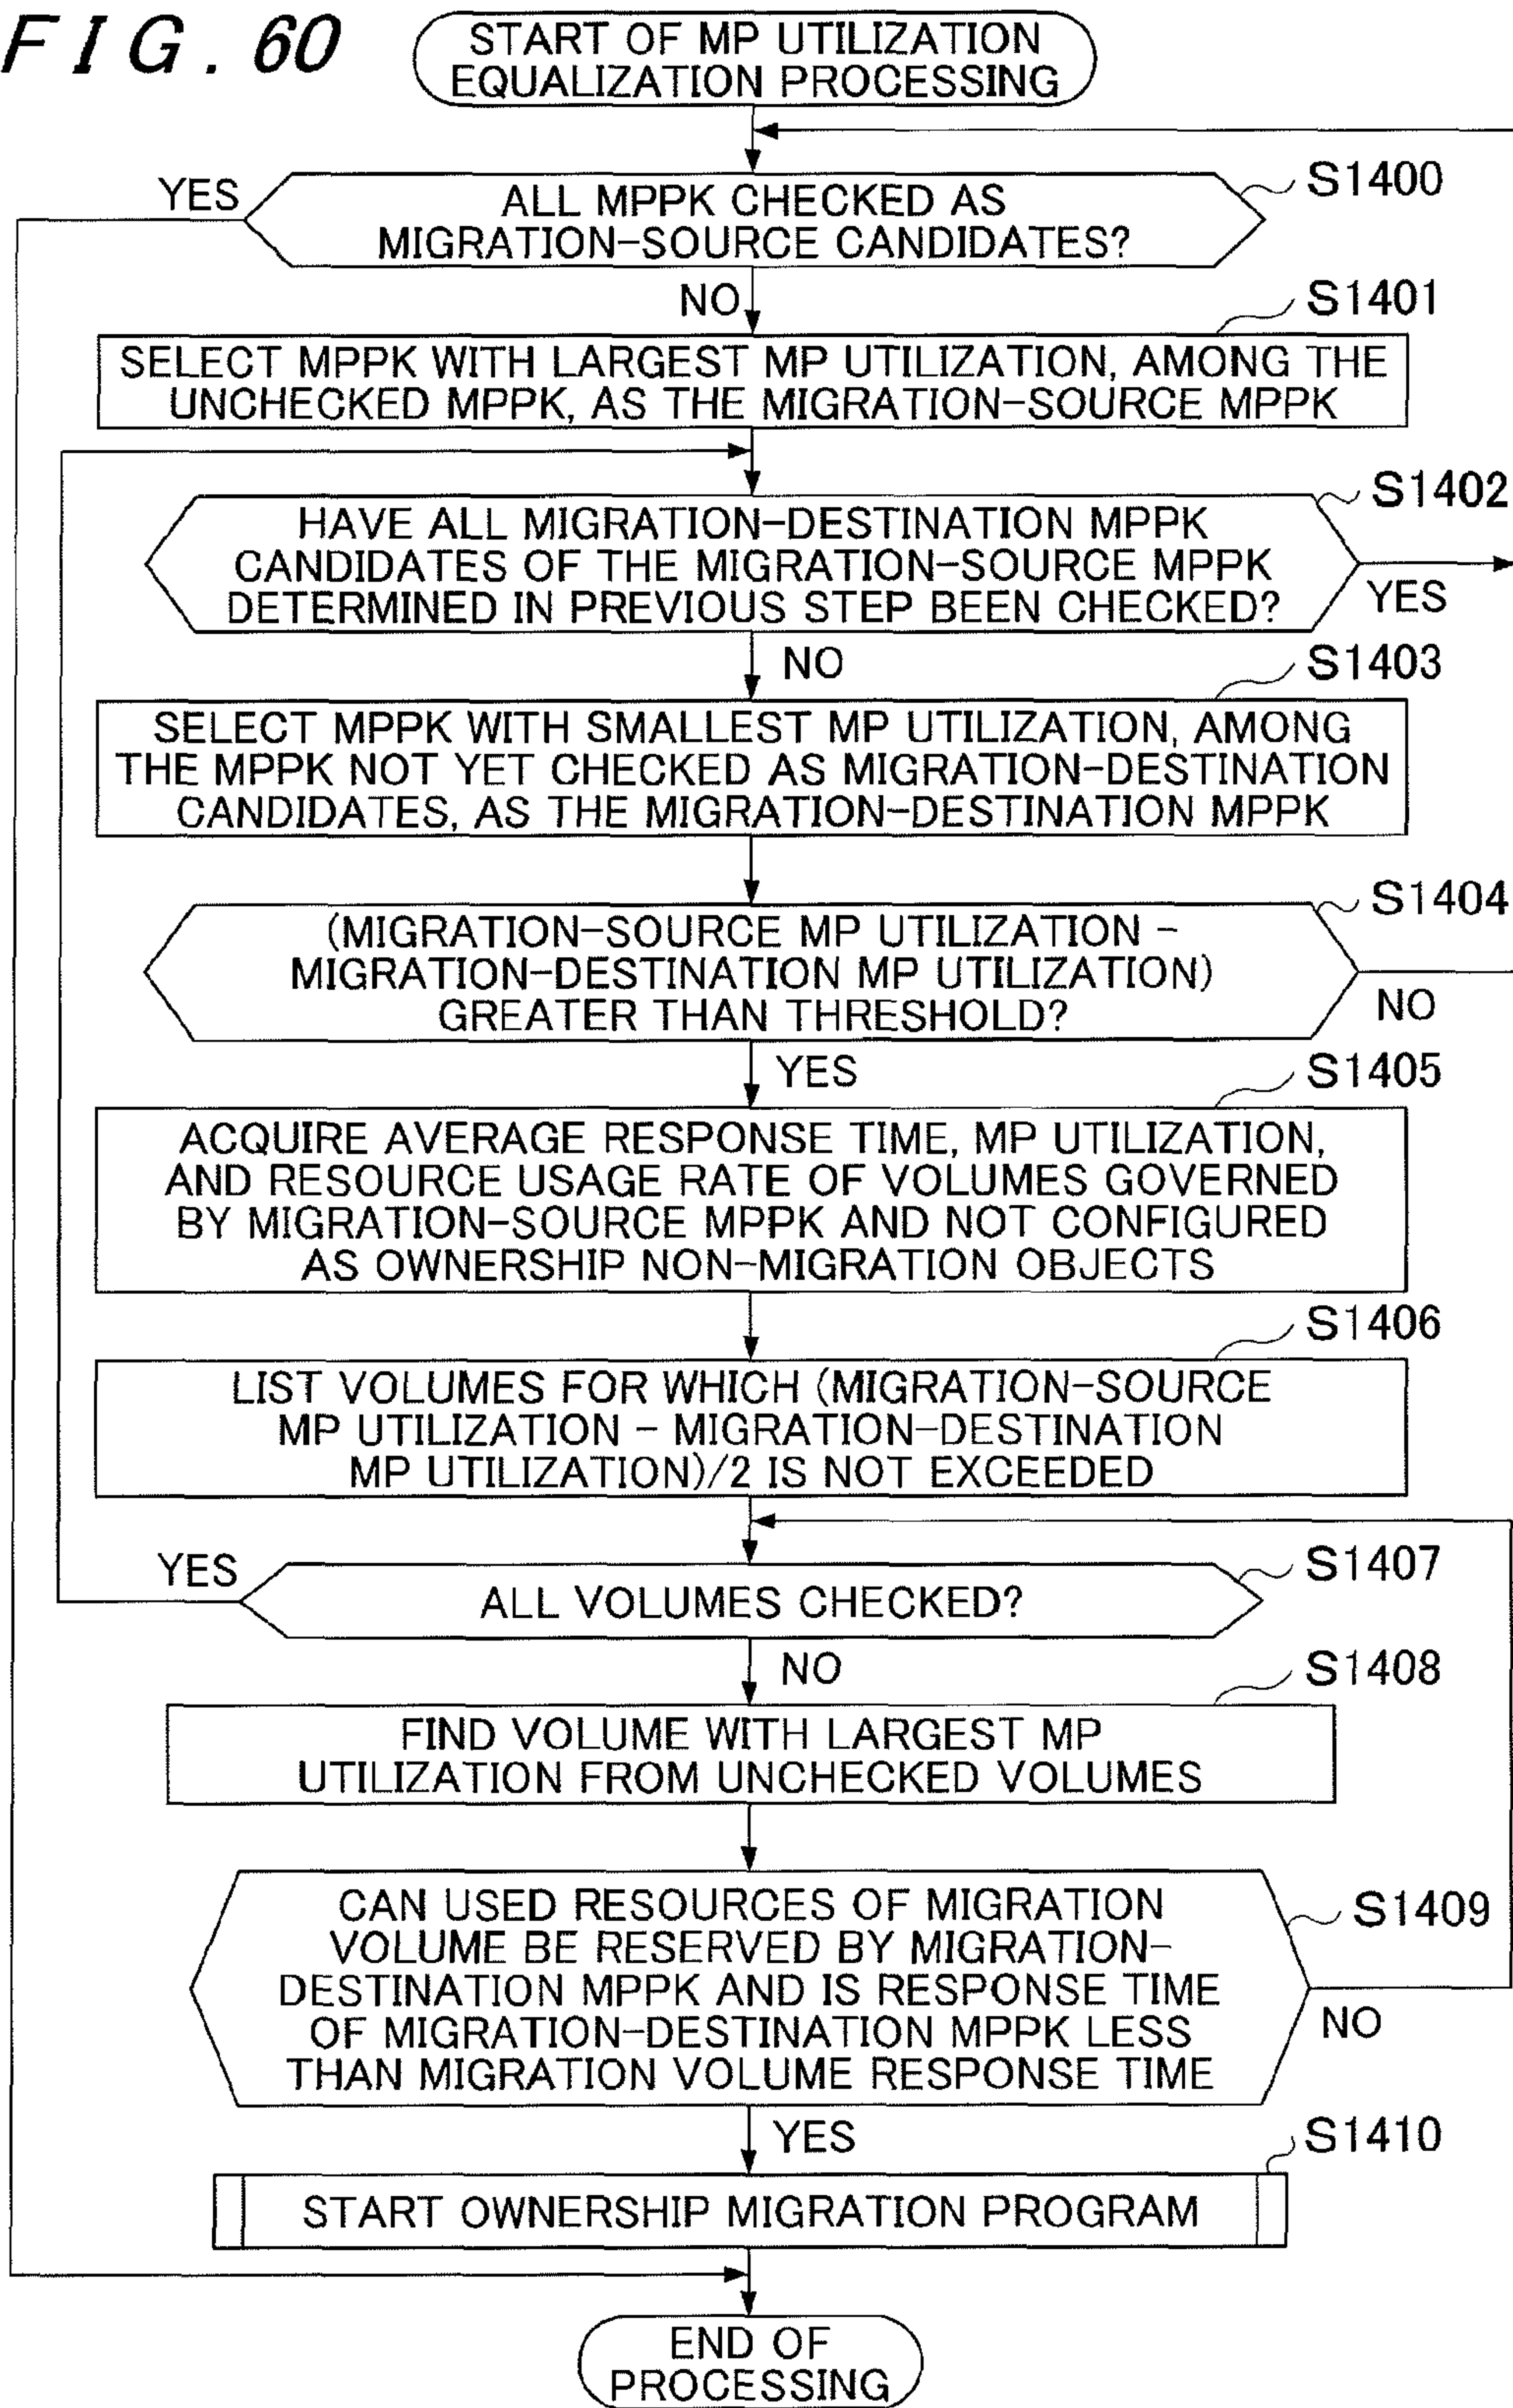 FIG. 60
START OF MP UTILIZATION
EQUALIZATION PROCESSING
YES
S1400
ALL MPPK CHECKED AS
MIGRATION-SOURCE CANDIDATES?
NO
S1401
SELECT MPPK WITH LARGEST MP UTILIZATION, AMONG THE
UNCHECKED MPPK, AS THE MIGRATION-SOURCE MPPK
S1402
HAVE ALL MIGRATION-DESTINATION MPPK
CANDIDATES OF THE MIGRATION-SOURCE MPPK
DETERMINED IN PREVIOUS STEP BEEN CHECKED?
YES
NO
S1403
SELECT MPPK WITH SMALLEST MP UTILIZATION, AMONG
THE MPPK NOT YET CHECKED AS MIGRATION-DESTINATION
CANDIDATES, AS THE MIGRATION-DESTINATION MPPK
S1404
(MIGRATION-SOURCE MP UTILIZATION -
MIGRATION-DESTINATION MP UTILIZATION)
GREATER THAN THRESHOLD?
NO
YES
S1405
ACQUIRE AVERAGE RESPONSE TIME, MP UTILIZATION,
AND RESOURCE USAGE RATE OF VOLUMES GOVERNED
BY MIGRATION-SOURCE MPPK AND NOT CONFIGURED
AS OWNERSHIP NON-MIGRATION OBJECTS
S1406
LIST VOLUMES FOR WHICH (MIGRATION-SOURCE
MP UTILIZATION - MIGRATION-DESTINATION
MP UTILIZATION)/2 IS NOT EXCEEDED
YES
S1407
ALL VOLUMES CHECKED?
NO
S1408
FIND VOLUME WITH LARGEST MP
UTILIZATION FROM UNCHECKED VOLUMES
CAN USED RESOURCES OF MIGRATION
VOLUME BE RESERVED BY MIGRATION-
DESTINATION MPPK AND IS RESPONSE TIME
OF MIGRATION-DESTINATION MPPK LESS
THAN MIGRATION VOLUME RESPONSE TIME
S1409
NO
YES
S1410
START OWNERSHIP MIGRATION PROGRAM
END OF
PROCESSING